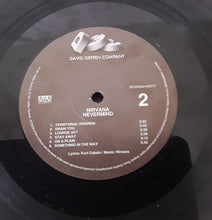 DAVID GEFFEN COMPANY
2
NIRVANA
NEVERMIND
1. TERRITORIAL PISSINGS
2. DRAIN YOU
3. LOUNGE ACT
4. STAY AWAY
5. ON A PLAIN
6. SOMETHING IN THE WAY
Lyrics: Kurt Cobain / Music: Nirvana